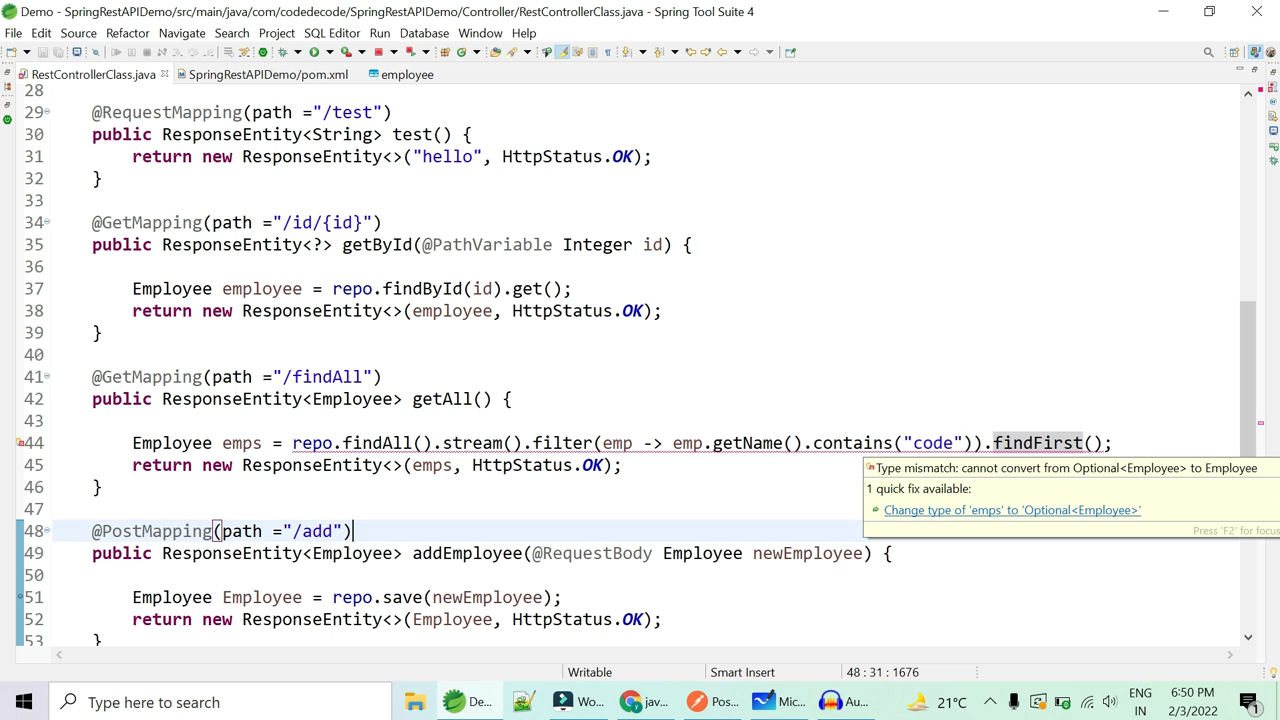 Demo - SpringRestAPIDemo/src/main/java/com/codedecode/SpringRestAPIDemo/Controller/RestControllerClass.java - Spring Tool Suite 4
File Edit Source Refactor Navigate Search Project SQL Editor Run Database Window Help
RestControllerClass.java SpringRestAPIDemo/pom.xml employee
28
29 @RequestMapping(path ="/test")
30 public ResponseEntity<String> test() {
31 return new ResponseEntity<>("hello", HttpStatus.OK);
32 }
33
34 @GetMapping(path ="/id/{id}")
35 public ResponseEntity<?> getById(@PathVariable Integer id) {
36
37 Employee employee = repo.findById(id).get();
38 return new ResponseEntity<>(employee, HttpStatus.OK);
39 }
40
41 @GetMapping(path ="/findAll")
42 public ResponseEntity<Employee> getAll() {
43
44 Employee emps = repo.findAll().stream().filter(emp -> emp.getName().contains("code")).findFirst();
45 return new ResponseEntity<>(emps, HttpStatus.OK);
46 }
47
48 @PostMapping(path ="/add")
49 public ResponseEntity<Employee> addEmployee(@RequestBody Employee newEmployee) {
50
51 Employee Employee = repo.save(newEmployee);
52 return new ResponseEntity<>(Employee, HttpStatus.OK);
53 }
Type mismatch: cannot convert from Optional<Employee> to Employee
1 quick fix available:
Change type of 'emps' to 'Optional<Employee>'
Press 'F2' for focus
Writable Smart Insert 48 : 31 : 1676
Type here to search De... Wo... jav... Pos... Mic... Au... 21°C ENG IN 6:50 PM 2/3/2022 1